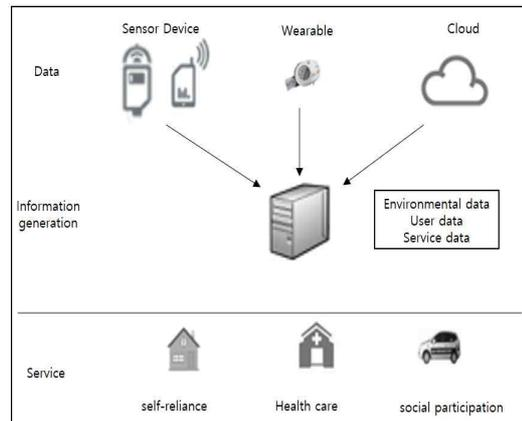 Sensor Device
Wearable
Cloud
Data
Information
generation
Environmental data
User data
Service data
Service
self-reliance
Health care
social participation